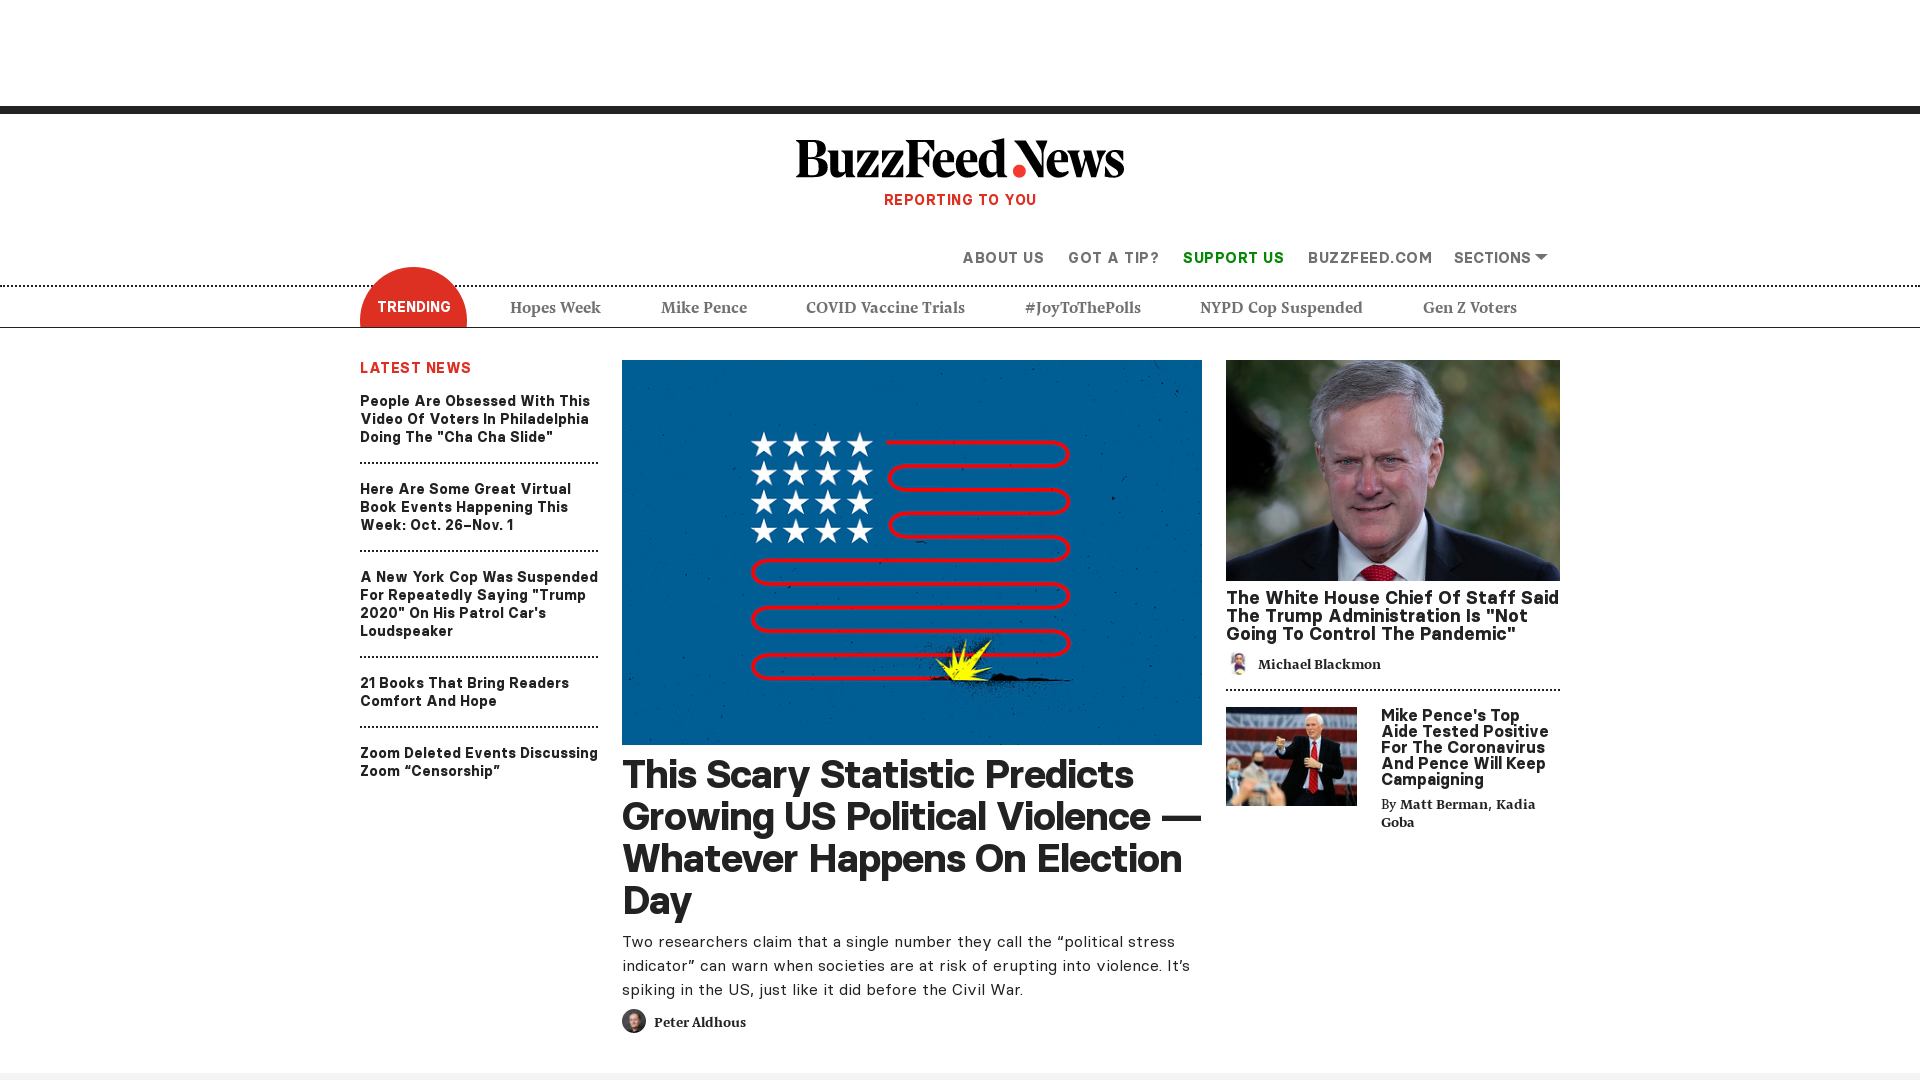 BuzzFeed News
REPORTING TO YOU
ABOUT US
GOT A TIP?
SUPPORT US
BUZZFEED.COM
SECTIONS
TRENDING
Hopes Week
Mike Pence
COVID Vaccine Trials
#JoyToThePolls
NYPD Cop Suspended
Gen Z Voters
LATEST NEWS
People Are Obsessed With This
Video Of Voters In Philadelphia
Doing The "Cha Cha Slide"
Here Are Some Great Virtual
Book Events Happening This
Week: Oct. 26–Nov. 1
A New York Cop Was Suspended
For Repeatedly Saying "Trump
2020" On His Patrol Car's
Loudspeaker
21 Books That Bring Readers
Comfort And Hope
Zoom Deleted Events Discussing
Zoom “Censorship”
This Scary Statistic Predicts
Growing US Political Violence —
Whatever Happens On Election
Day
Two researchers claim that a single number they call the “political stress
indicator” can warn when societies are at risk of erupting into violence. It’s
spiking in the US, just like it did before the Civil War.
Peter Aldhous
The White House Chief Of Staff Said
The Trump Administration Is "Not
Going To Control The Pandemic"
Michael Blackmon
Mike Pence's Top
Aide Tested Positive
For The Coronavirus
And Pence Will Keep
Campaigning
By Matt Berman, Kadia
Goba